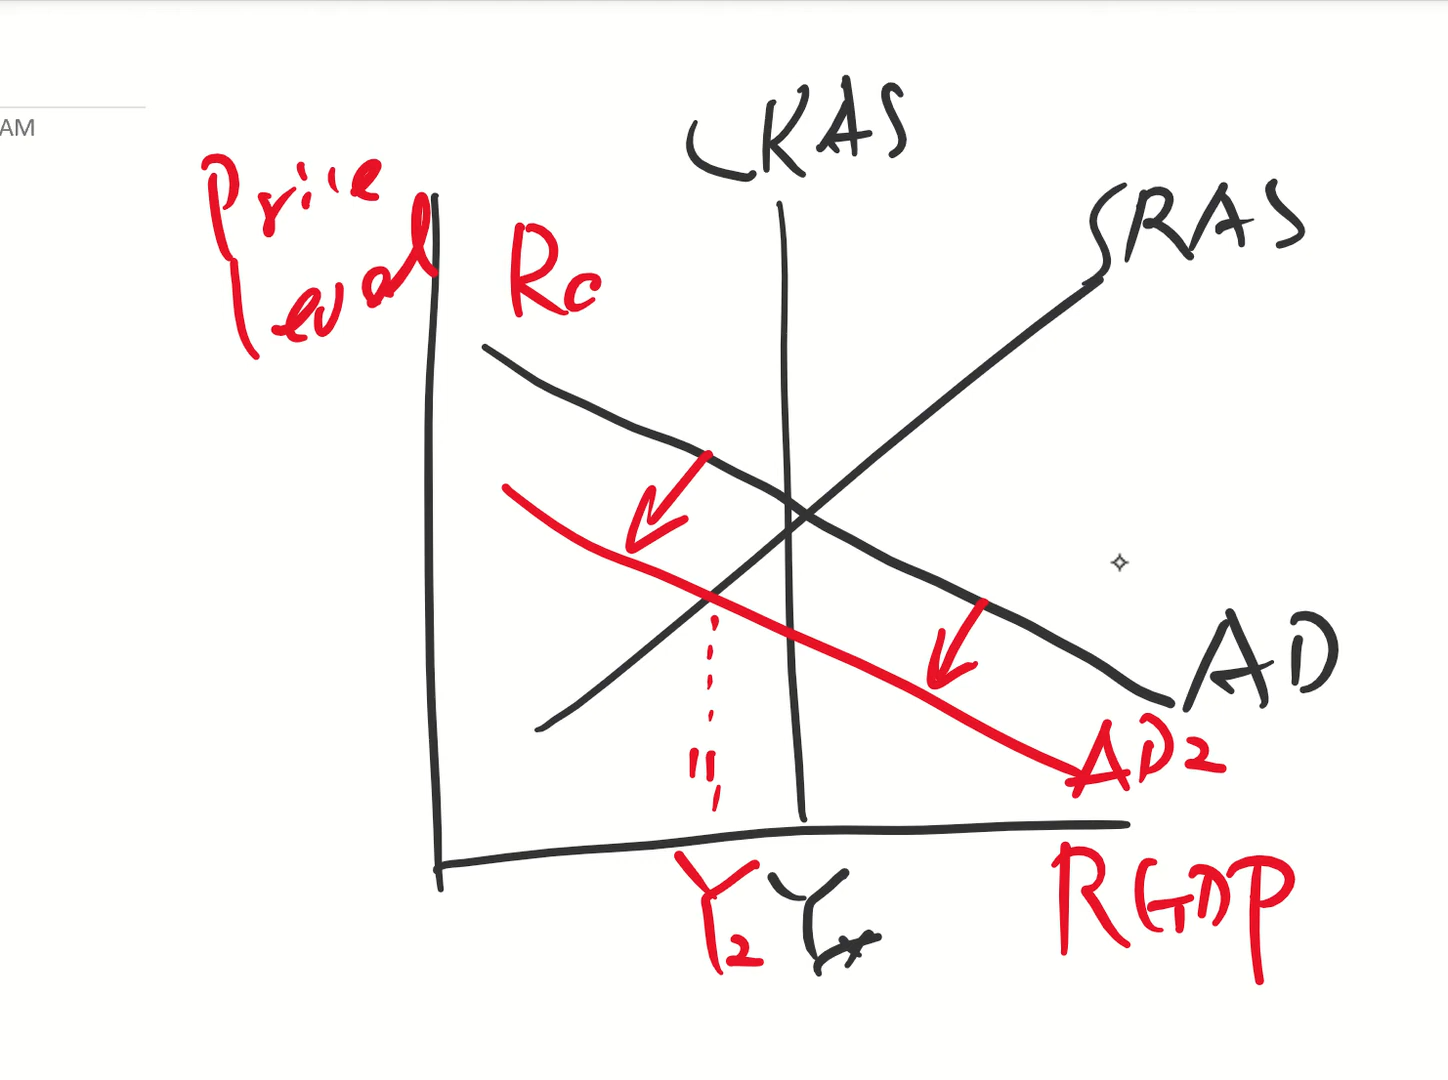 AM
LRAS
SRAS
Price
level
Rc
AD
AD2
Y2 Y*
RGDP